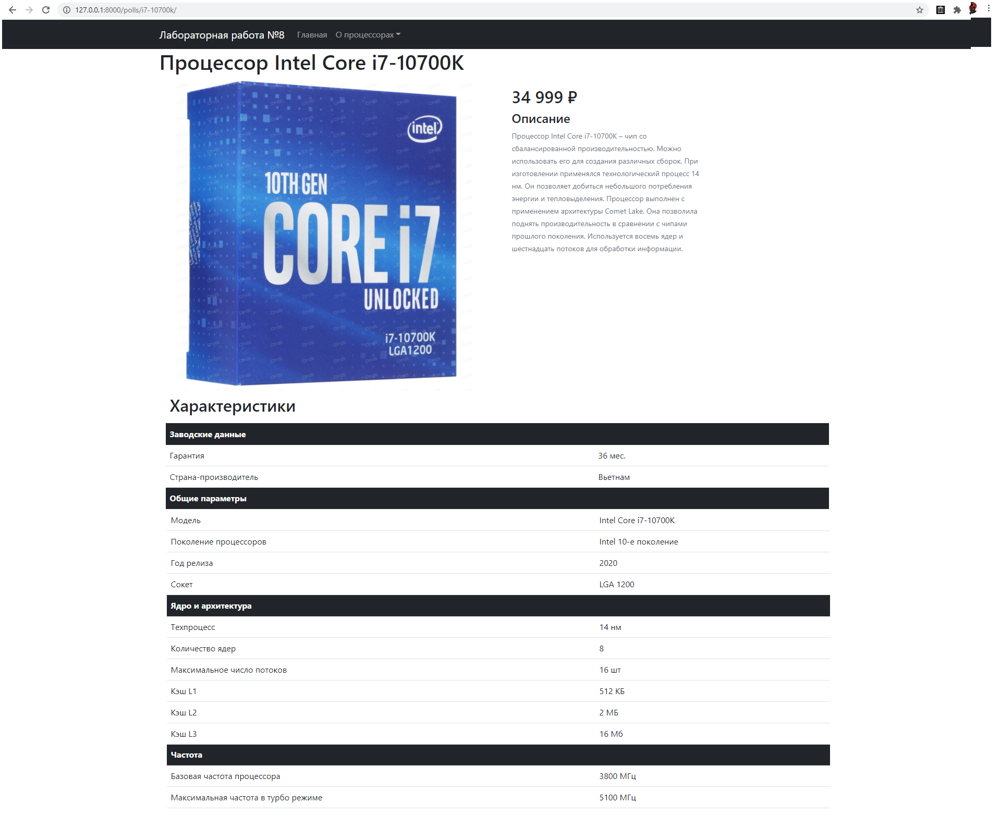 127.0.0.1:8000/polls/i7-10700k/
Лабораторная работа №8 Главная О процессорах
Процессор Intel Core i7-10700K
intel
10TH GEN
CORE i7
UNLOCKED
i7-10700K
LGA1200
34 999 ₽
Описание
Процессор Intel Core i7-10700K – чип со
сбалансированной производительностью. Можно
использовать его для создания различных сборок. При
изготовлении применялся технологический процесс 14
нм. Он позволяет добиться небольшого потребления
энергии и тепловыделения. Процессор выполнен с
применением архитектуры Comet Lake. Она позволила
поднять производительность в сравнении с чипами
прошлого поколения. Используется восемь ядер и
шестнадцать потоков для обработки информации.
Характеристики
Заводские данные
Гарантия 36 мес.
Страна-производитель Вьетнам
Общие параметры
Модель Intel Core i7-10700K
Поколение процессоров Intel 10-е поколение
Год релиза 2020
Сокет LGA 1200
Ядро и архитектура
Техпроцесс 14 нм
Количество ядер 8
Максимальное число потоков 16 шт
Кэш L1 512 КБ
Кэш L2 2 МБ
Кэш L3 16 Мб
Частота
Базовая частота процессора 3800 МГц
Максимальная частота в турбо режиме 5100 МГц